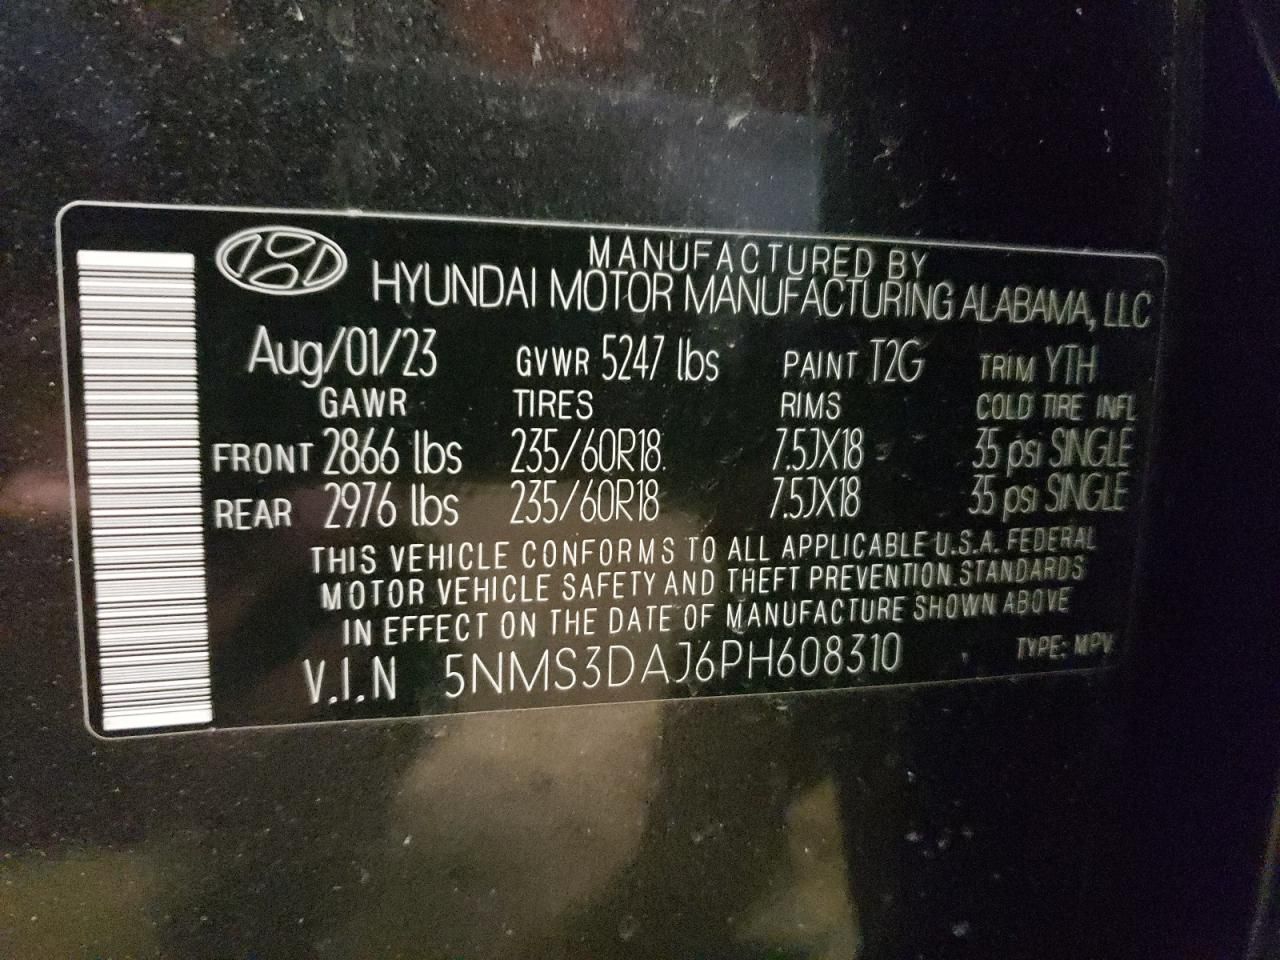 MANUFACTURED BY
HYUNDAI MOTOR MANUFACTURING ALABAMA, LLC
Aug/01/23 GVWR 5247 lbs PAINT T2G TRIM YTH
GAWR TIRES RIMS COLD TIRE INFL
FRONT 2866 lbs 235/60R18 7.5JX18 35 psi SINGLE
REAR 2976 lbs 235/60R18 7.5JX18 35 psi SINGLE
THIS VEHICLE CONFORMS TO ALL APPLICABLE U.S.A. FEDERAL
MOTOR VEHICLE SAFETY AND THEFT PREVENTION STANDARDS
IN EFFECT ON THE DATE OF MANUFACTURE SHOWN ABOVE
V.I.N 5NMS3DAJ6PH608310 TYPE: MPV